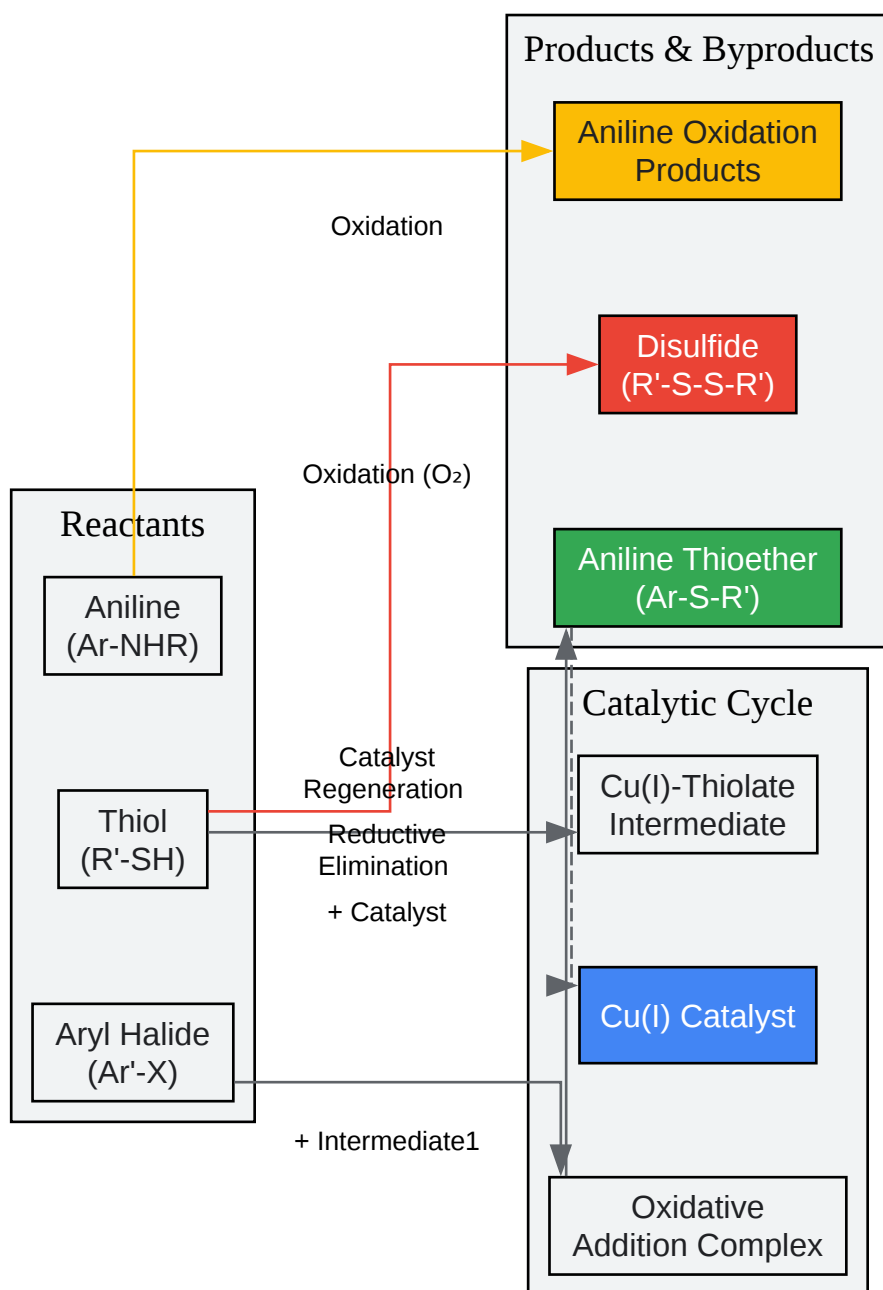 Products & Byproducts
Aniline Oxidation
Products
Oxidation
Disulfide
(R'-S-S-R')
Oxidation (O₂)
Reactants
Aniline
(Ar-NHR)
Aniline Thioether
(Ar-S-R')
Catalytic Cycle
Catalyst
Regeneration
Cu(I)-Thiolate
Intermediate
Thiol
(R'-SH)
Reductive
Elimination
+ Catalyst
Cu(I) Catalyst
Aryl Halide
(Ar'-X)
+ Intermediate1
Oxidative
Addition Complex